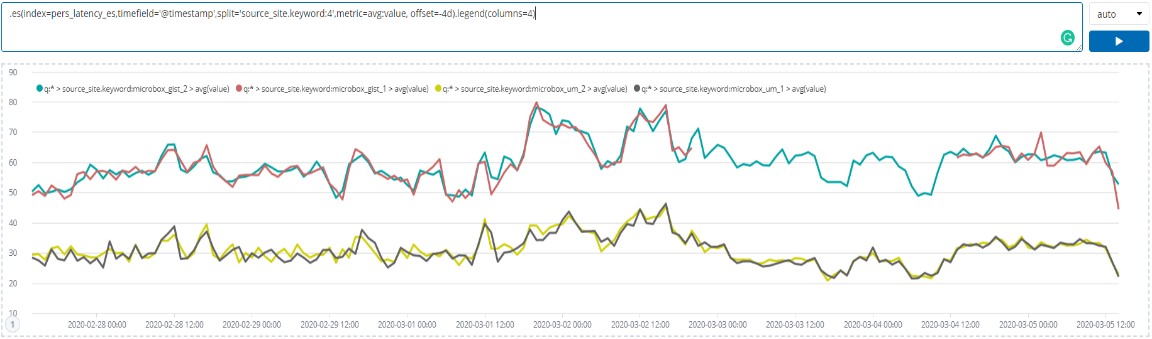 .es(index=pers_latency_es,timefield='@timestamp',split='source_site.keyword:4',metric=avg:value, offset=-4d).legend(columns=4)
auto
90
q:* > source_site.keyword:microbox_gist_2 > avg(value) q:* > source_site.keyword:microbox_gist_1 > avg(value) q:* > source_site.keyword:microbox_um_2 > avg(value) q:* > source_site.keyword:microbox_um_1 > avg(value)
80
70
60
50
40
30
20
10
1
2020-02-28 00:00 2020-02-28 12:00 2020-02-29 00:00 2020-02-29 12:00 2020-03-01 00:00 2020-03-01 12:00 2020-03-02 00:00 2020-03-02 12:00 2020-03-03 00:00 2020-03-03 12:00 2020-03-04 00:00 2020-03-04 12:00 2020-03-05 00:00 2020-03-05 12:00